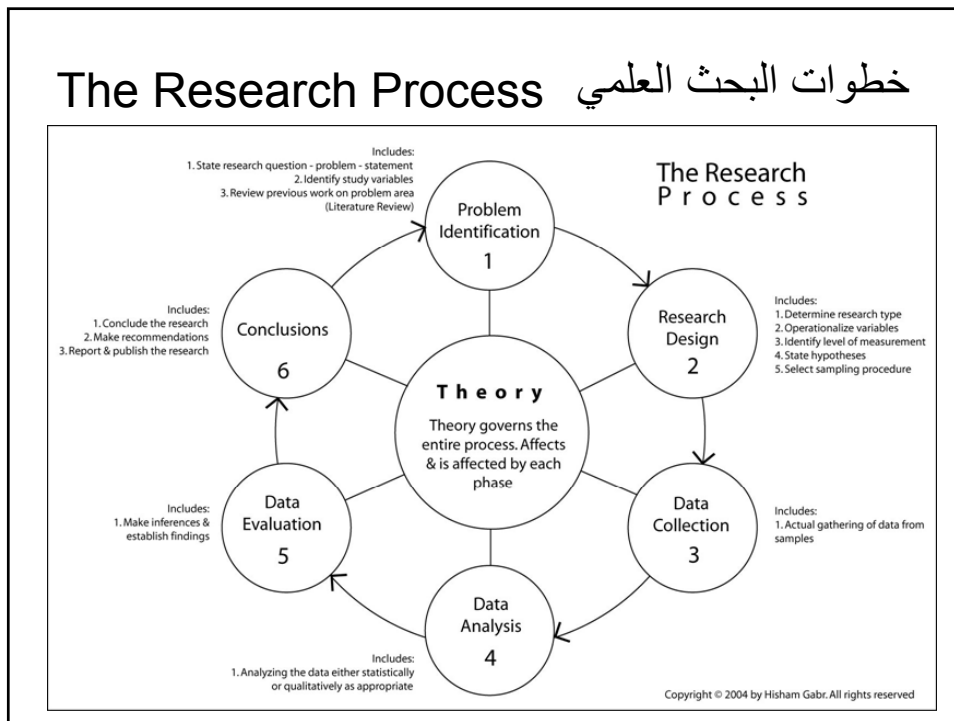 The Research Process خطوات البحث العلمي
The Research
Process
Includes:
1. State research question - problem - statement
2. Identify study variables
3. Review previous work on problem area
(Literature Review)
Problem
Identification
1
Research
Design
2
Includes:
1. Determine research type
2. Operationalize variables
3. Identify level of measurement
4. State hypotheses
5. Select sampling procedure
Data
Collection
3
Includes:
1. Actual gathering of data from
samples
Data
Analysis
4
Includes:
1. Analyzing the data either statistically
or qualitatively as appropriate
Data
Evaluation
5
Includes:
1. Make inferences &
establish findings
Conclusions
6
Includes:
1. Conclude the research
2. Make recommendations
3. Report & publish the research
Theory
Theory governs the
entire process. Affects
& is affected by each
phase
Copyright © 2004 by Hisham Gabr. All rights reserved